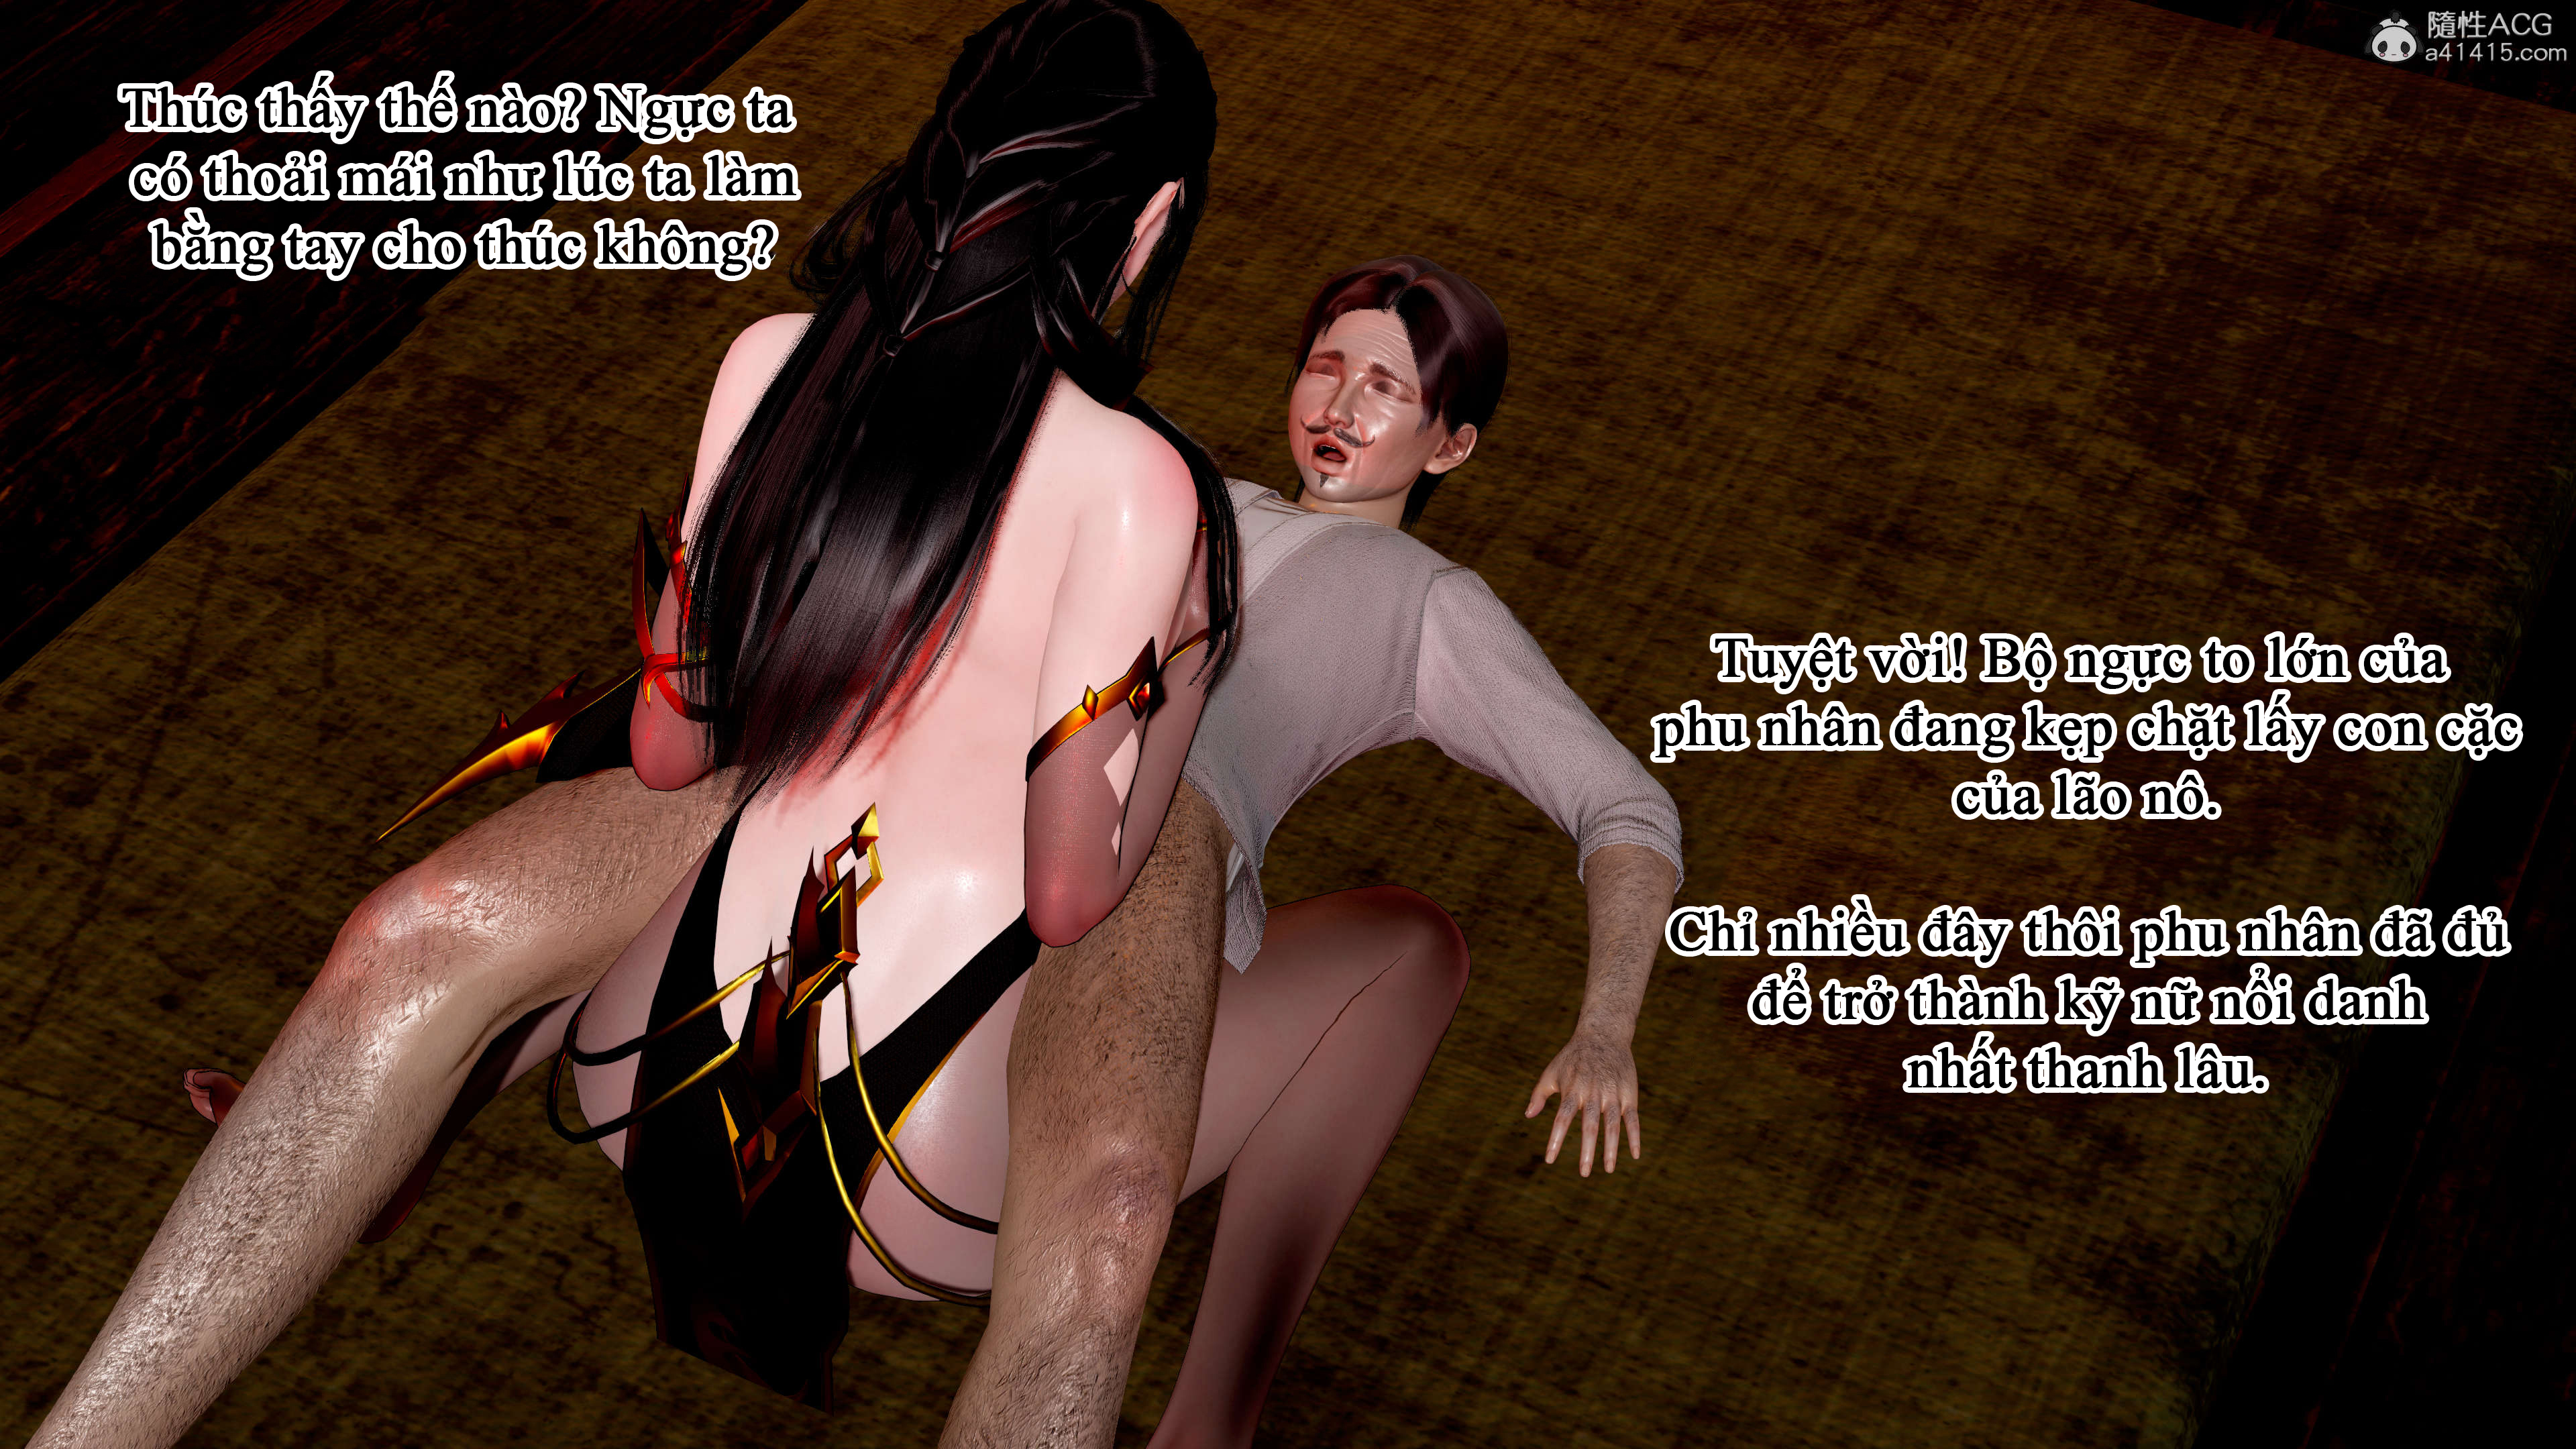 隨性ACG
a41415.com
Thúc thấy thế nào? Ngực ta
có thoải mái như lúc ta làm
bằng tay cho thúc không?
Tuyệt vời! Bộ ngực to lớn của
phu nhân đang kẹp chặt lấy con cặc
của lão nô.
Chỉ nhiều đây thôi phu nhân đã đủ
để trở thành kỹ nữ nổi danh
nhất thanh lâu.